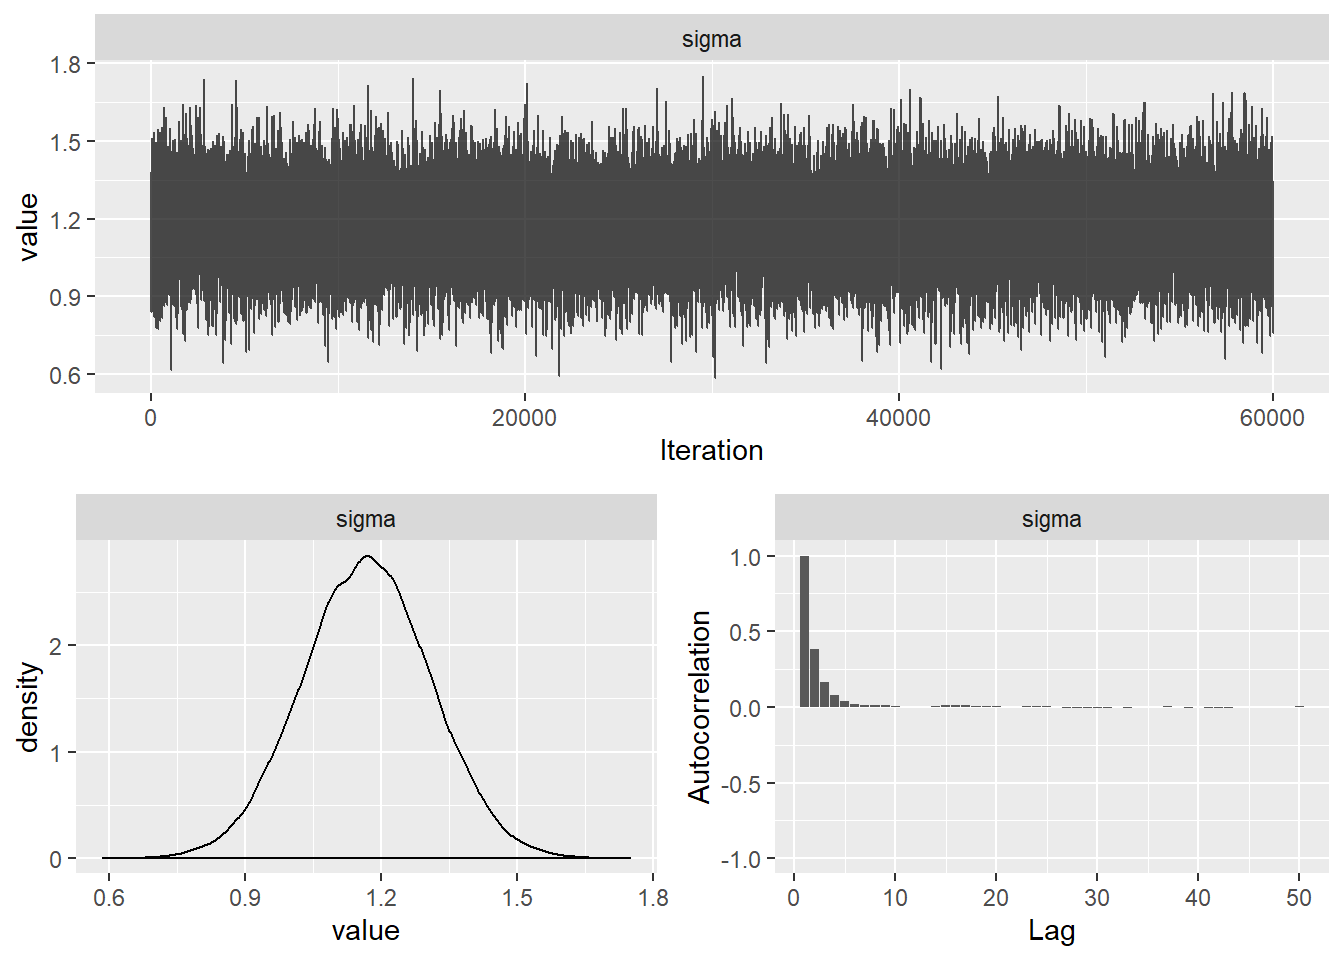 sigma
1.8
1.5
1.2
0.9
0.6
value
0 20000 40000 60000
Iteration
sigma
2
1
0
density
0.6 0.9 1.2 1.5 1.8
value
sigma
1.0
0.5
0.0
-0.5
-1.0
Autocorrelation
0 10 20 30 40 50
Lag